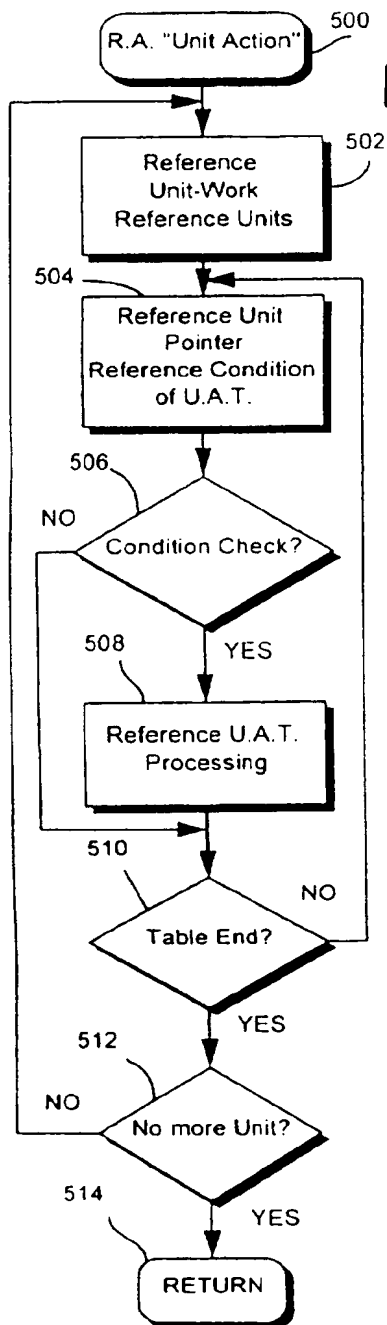 R.A. "Unit Action"
500
502
Reference
Unit-Work
Reference Units
504
Reference Unit
Pointer
Reference Condition
of U.A.T.
506
NO
Condition Check?
YES
508
Reference U.A.T.
Processing
510
NO
Table End?
YES
512
NO
No more Unit?
YES
514
RETURN